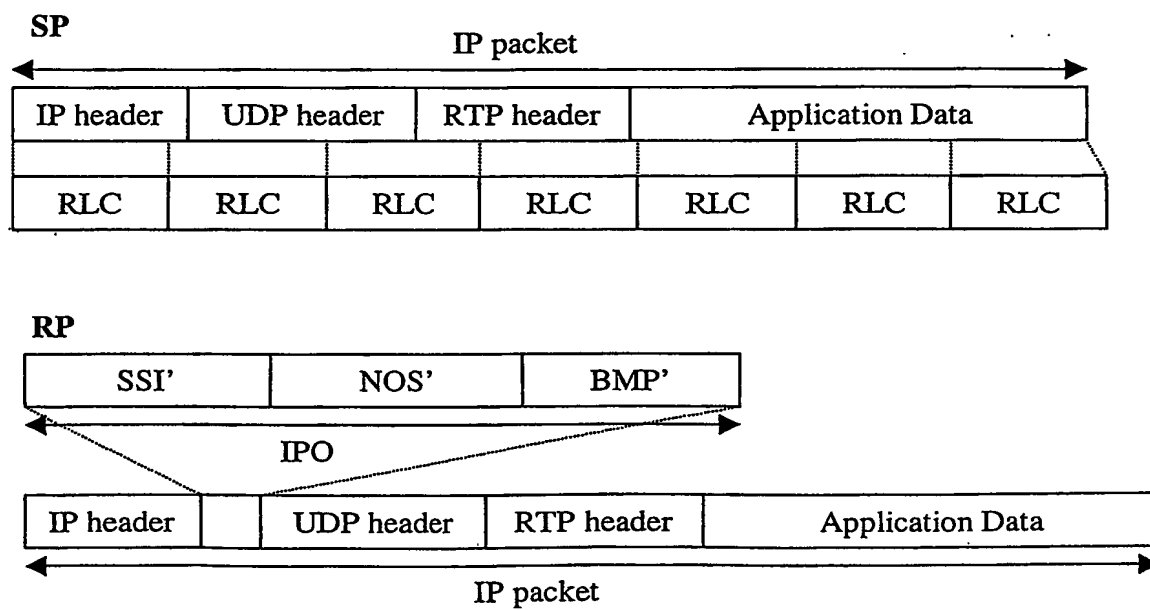 SP
IP packet
IP header UDP header RTP header Application Data
RLC RLC RLC RLC RLC RLC RLC
RP
SSI' NOS' BMP'
IPO
IP header UDP header RTP header Application Data
IP packet